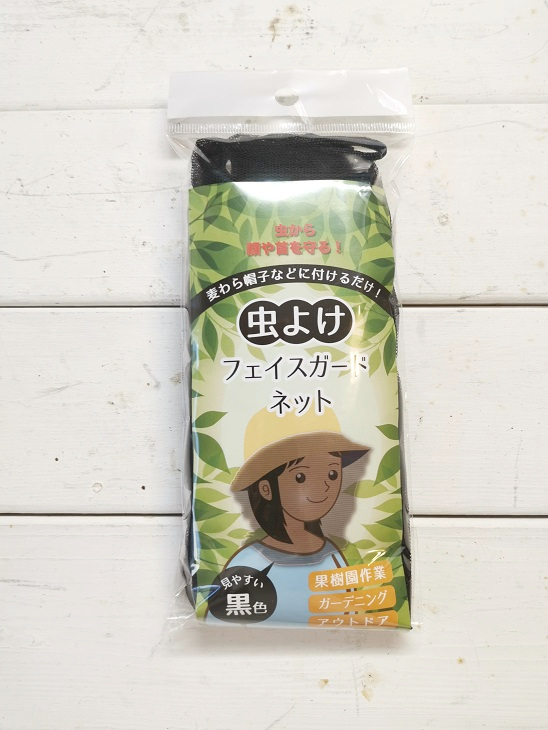 虫から
顔や首を守る！
麦わら帽子などに付けるだけ！
虫よけ
フェイスガード
ネット
見やすい
黒色
果樹園作業
ガーデニング
アウトドア